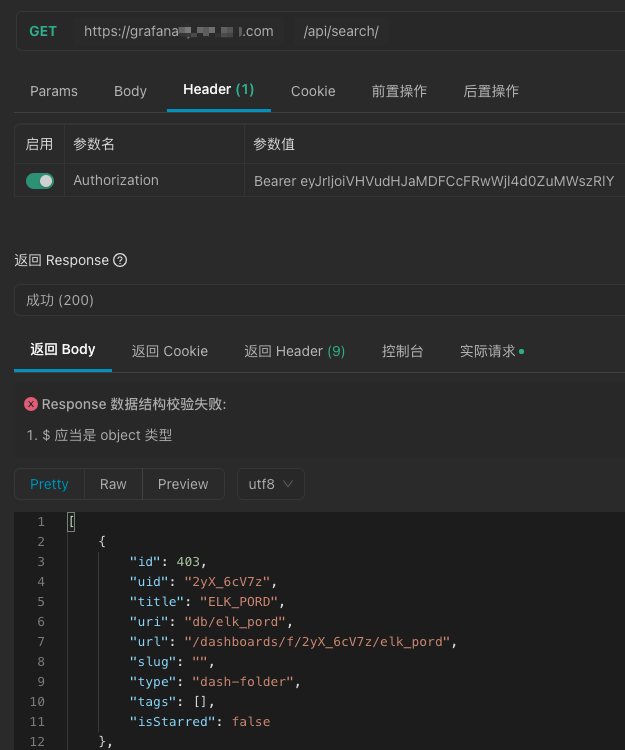 GET https://grafana .com /api/search/
Params Body Header (1) Cookie 前置操作 后置操作
启用 参数名 参数值
Authorization Bearer eyJrIjoiVHVudHJaMDFCcFRwWjl4d0ZuMWszRlY
返回 Response ?
成功 (200)
返回 Body 返回 Cookie 返回 Header (9) 控制台 实际请求
Response 数据结构校验失败:
1. $ 应当是 object 类型
Pretty Raw Preview utf8
1 [
2 {
3 "id": 403,
4 "uid": "2yX_6cV7z",
5 "title": "ELK_PORD",
6 "uri": "db/elk_pord",
7 "url": "/dashboards/f/2yX_6cV7z/elk_pord",
8 "slug": "",
9 "type": "dash-folder",
10 "tags": [],
11 "isStarred": false
12 },